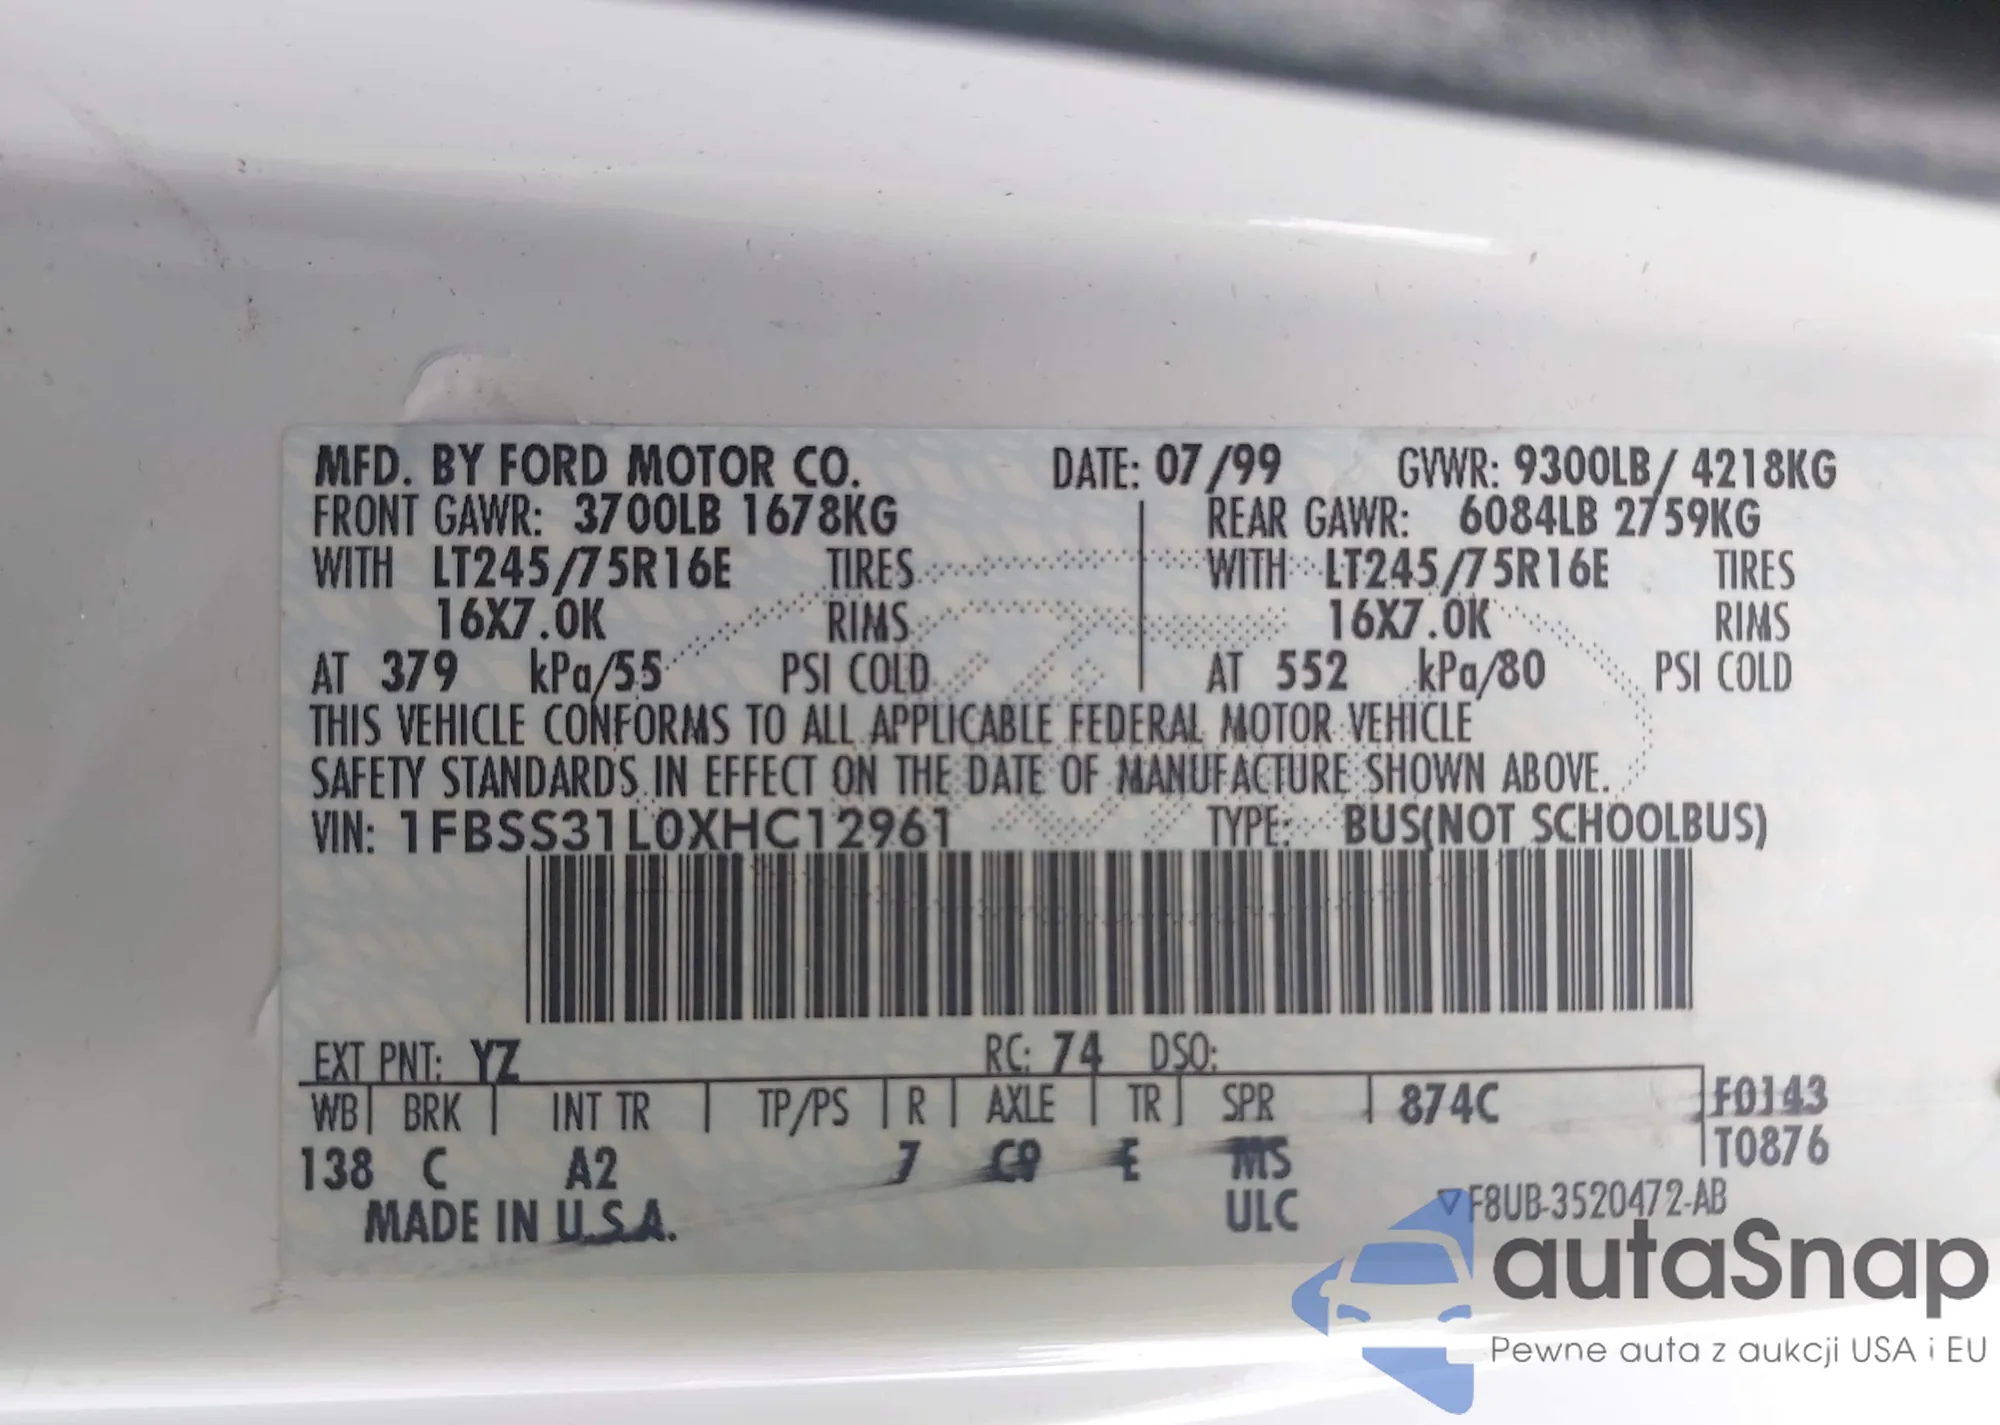 MFD. BY FORD MOTOR CO. DATE: 07/99 GVWR: 9300LB/ 4218KG
FRONT GAWR: 3700LB 1678KG REAR GAWR: 6084LB 2759KG
WITH LT245/75R16E TIRES WITH LT245/75R16E TIRES
16X7.0K RIMS 16X7.0K RIMS
AT 379 kPa/55 PSI COLD AT 552 kPa/80 PSI COLD
THIS VEHICLE CONFORMS TO ALL APPLICABLE FEDERAL MOTOR VEHICLE
SAFETY STANDARDS IN EFFECT ON THE DATE OF MANUFACTURE SHOWN ABOVE.
VIN: 1FBSS31L0XHC12961 TYPE: BUS(NOT SCHOOLBUS)
EXT PNT: YZ RC: 74 DSO:
WB BRK INT TR TP/PS R AXLE TR SPR 874C F0143
138 C A2 7 C9 E MS T0876
MADE IN U.S.A. ULC F8UB-3520472-AB
autaSnap
Pewne auta z aukcji USA i EU